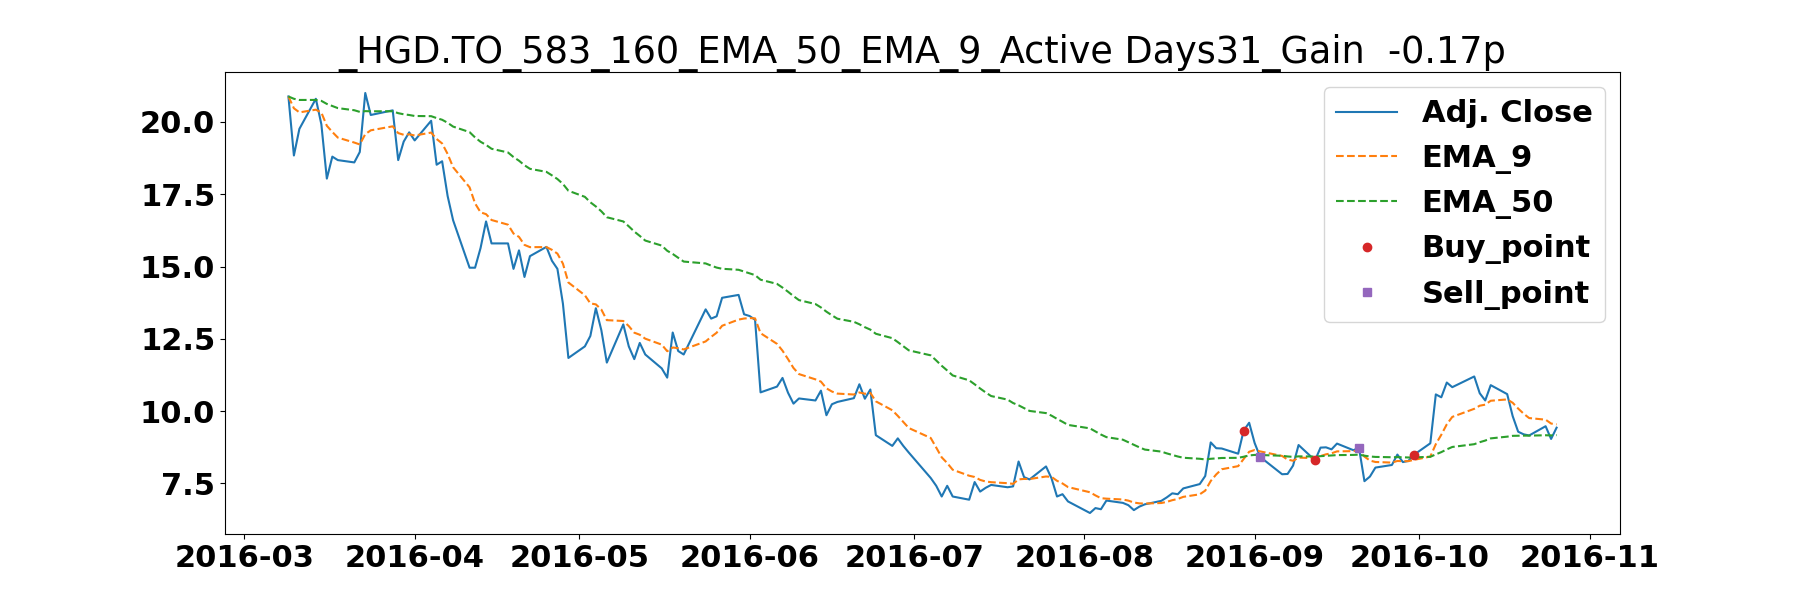 _HGD.TO_583_160_EMA_50_EMA_9_Active Days31_Gain  -0.17p
20.0
17.5
15.0
12.5
10.0
7.5
Adj. Close
EMA_9
EMA_50
Buy_point
Sell_point
2016-03 2016-04 2016-05 2016-06 2016-07 2016-08 2016-09 2016-10 2016-11